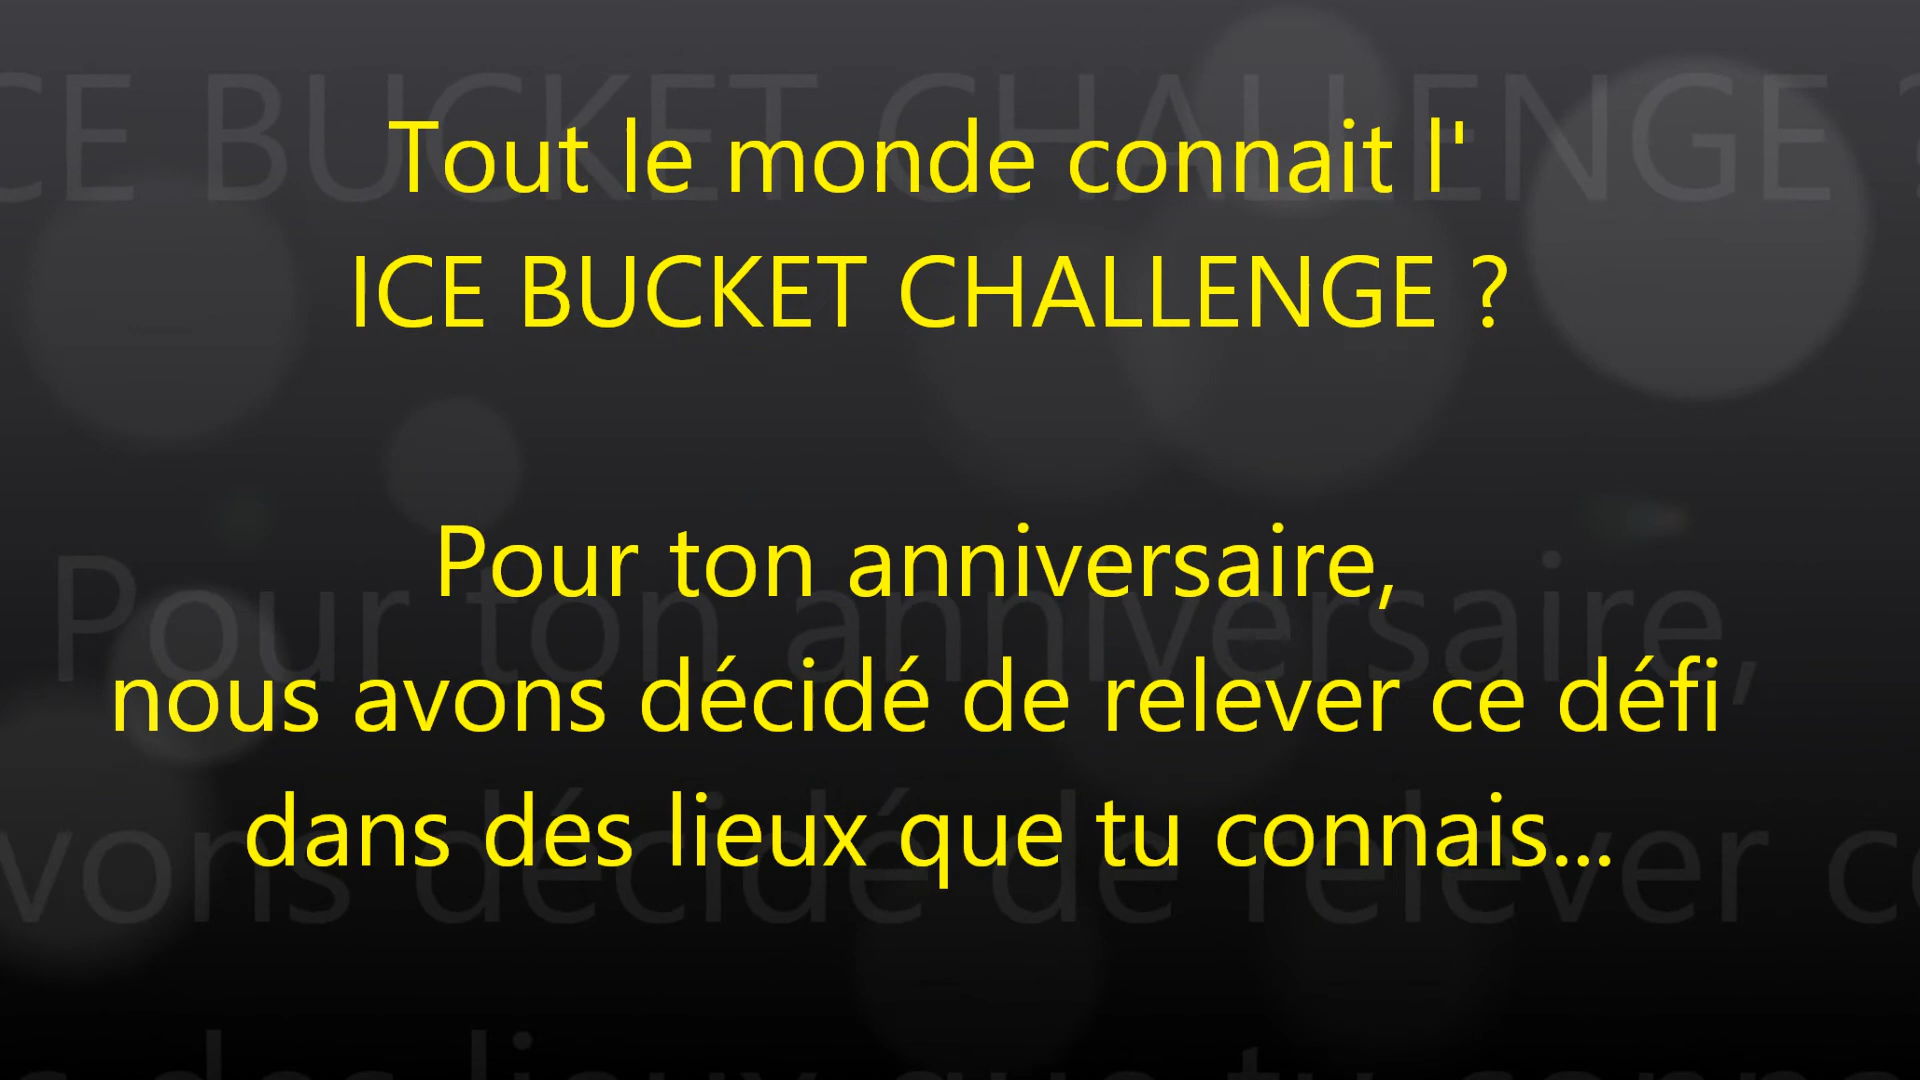 Tout le monde connait l'
ICE BUCKET CHALLENGE ?
Pour ton anniversaire,
nous avons décidé de relever ce défi
dans des lieux que tu connais...